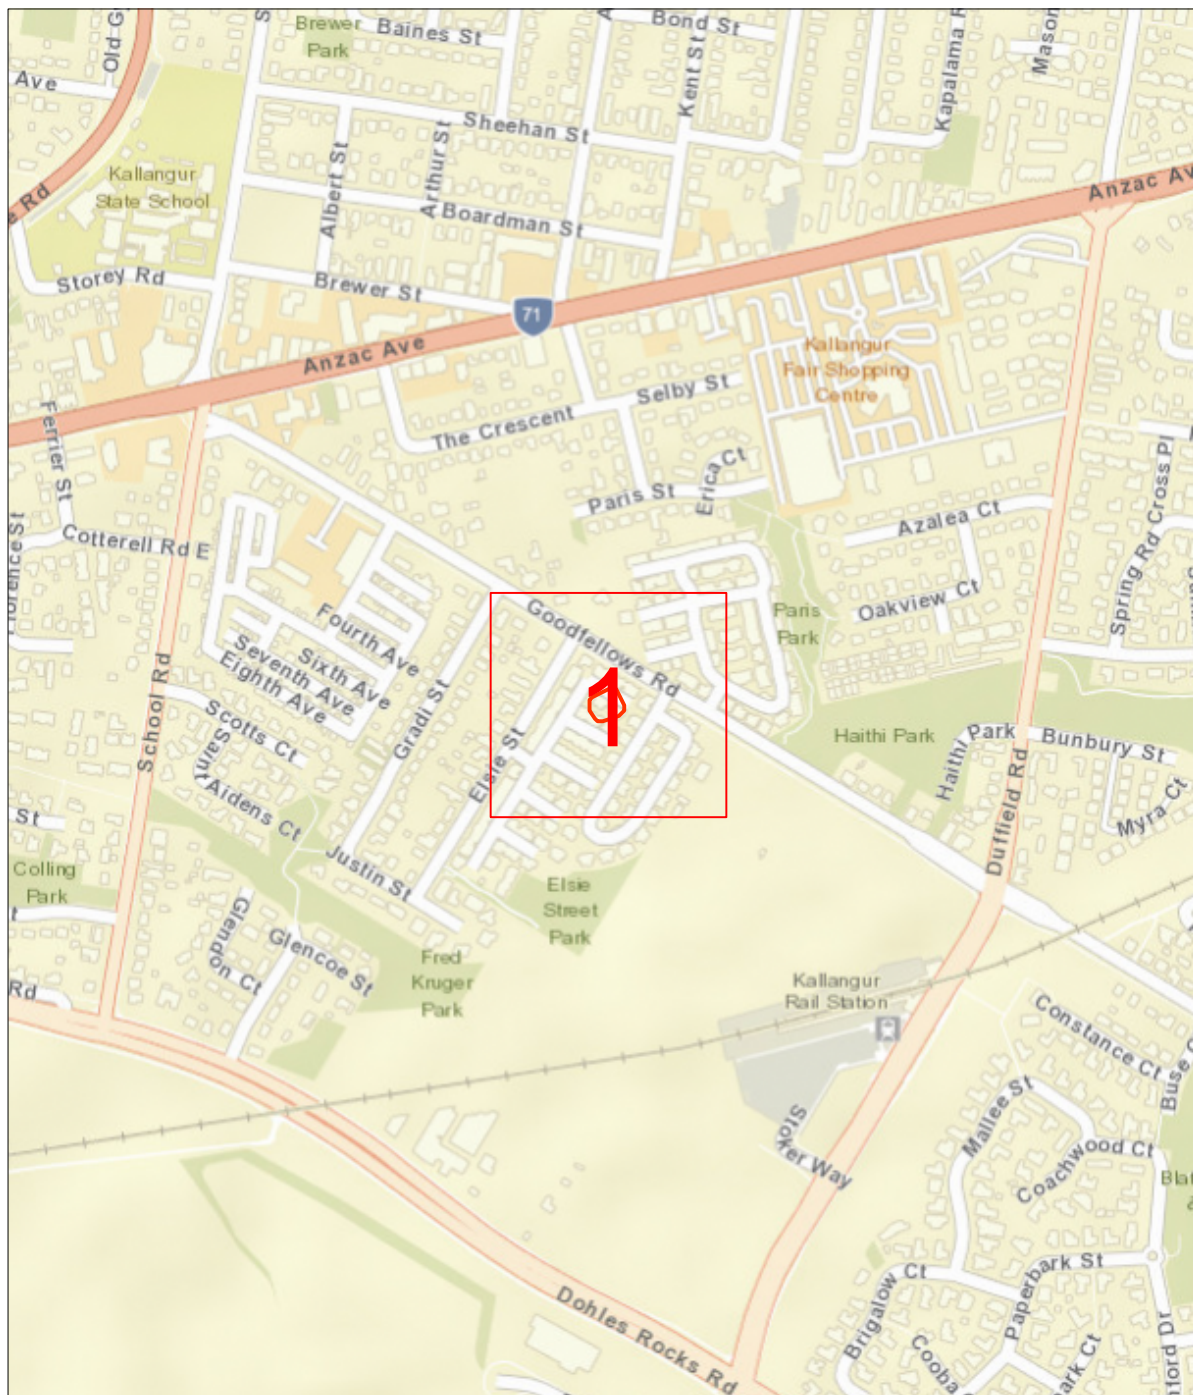 Brewer
Park
Baines St
Bond St
Old
Ave
Kent St
Kapalama
Mason
Sheehan St
Albert St
Arthur St
Kallangur
State School
Boardman St
Anzac Av
Rd
Storey Rd
Brewer St
71
Anzac Ave
Kallangur
Fair Shopping
Centre
Selby St
The Crescent
Ferrier St
Erica Ct
Paris St
Azalea Ct
Cotterell Rd E
Spring Rd Cross Pl
Oakview Ct
Paris
Park
Fourth Ave
Goodfellows Rd
Sixth Ave
Seventh Ave
Eighth Ave
1
School Rd
Scotts Ct
Gradi St
Elsie St
Haithi Park
Haithi Park
Bunbury St
Saint Aidens Ct
Duffield Rd
Myra Ct
St
Justin St
Colling
Park
Elsie
Street
Park
Glendon Ct
Glencoe St
Fred
Kruger
Park
Kallangur
Rail Station
Rd
Constance Ct
Buse
Mallee St
Stoker Way
Coachwood Ct
Paperbark St
Brigalow Ct
Dohles Rocks Rd